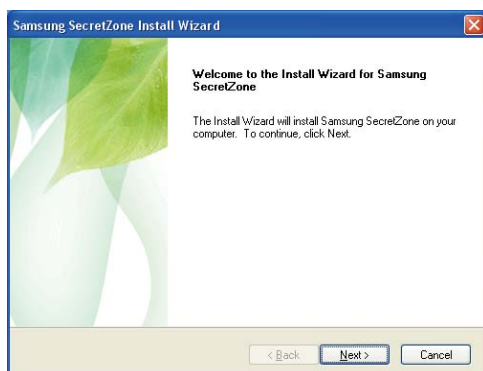 Samsung SecretZone Install Wizard
Welcome to the Install Wizard for Samsung
SecretZone
The Install Wizard will install Samsung SecretZone on your
computer. To continue, click Next.
< Back
Next >
Cancel